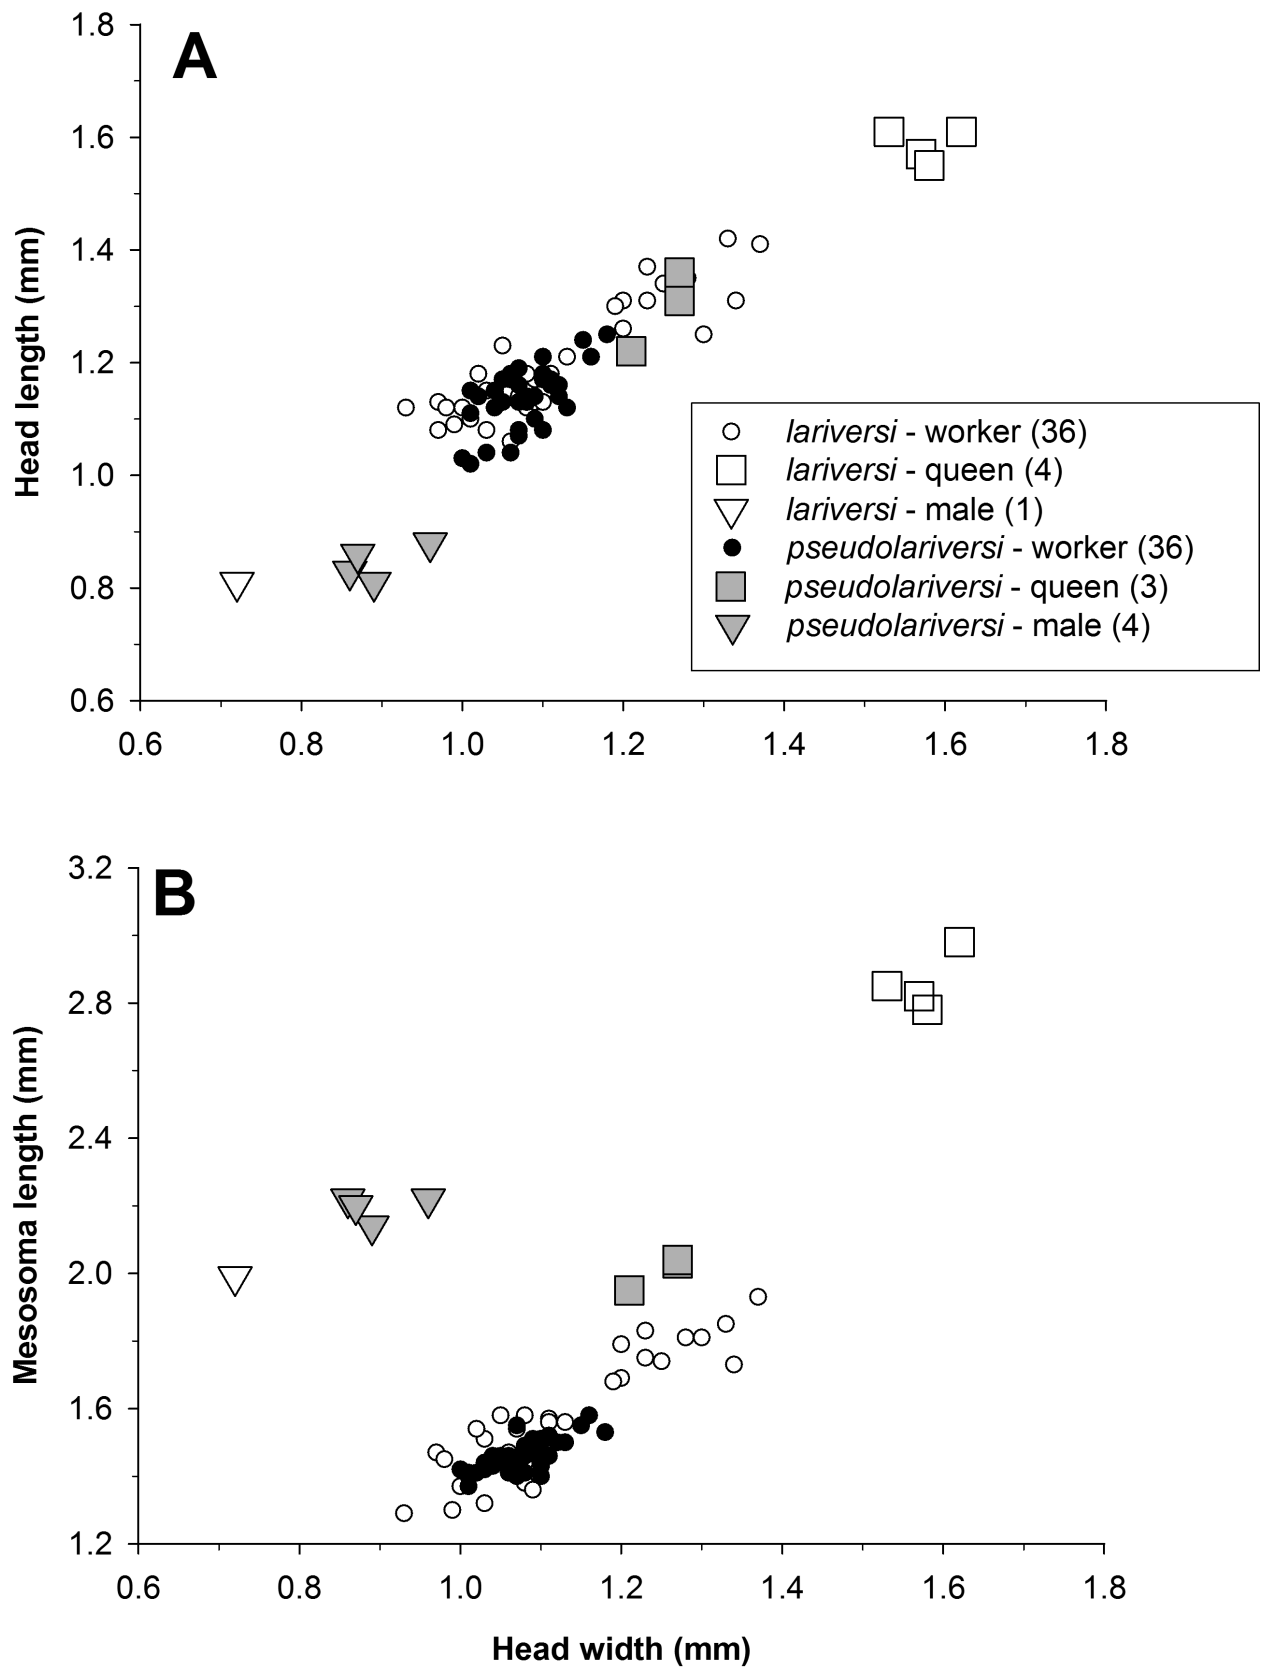 A
1.8
1.6
1.4
1.2
1.0
0.8
0.6
Head length (mm)
0.6 0.8 1.0 1.2 1.4 1.6 1.8
lariversi - worker (36)
lariversi - queen (4)
lariversi - male (1)
pseudolariversi - worker (36)
pseudolariversi - queen (3)
pseudolariversi - male (4)
B
3.2
2.8
2.4
2.0
1.6
1.2
Mesosoma length (mm)
0.6 0.8 1.0 1.2 1.4 1.6 1.8
Head width (mm)